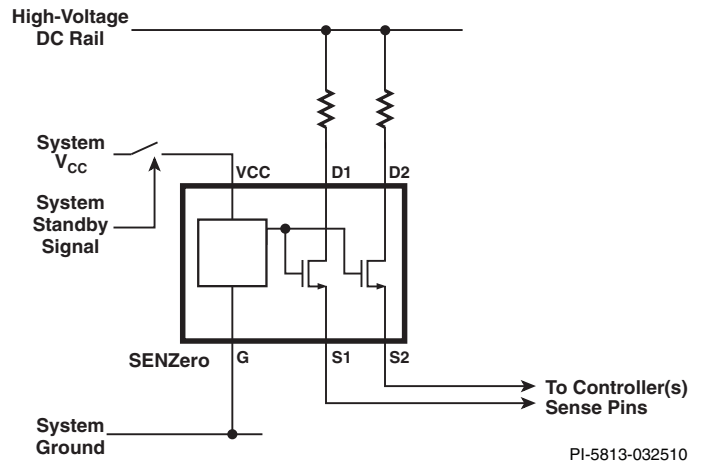 High-Voltage
DC Rail
System
VCC
System
Standby
Signal
VCC
D1
D2
SENZero
G
S1
S2
To Controller(s)
Sense Pins
System
Ground
PI-5813-032510